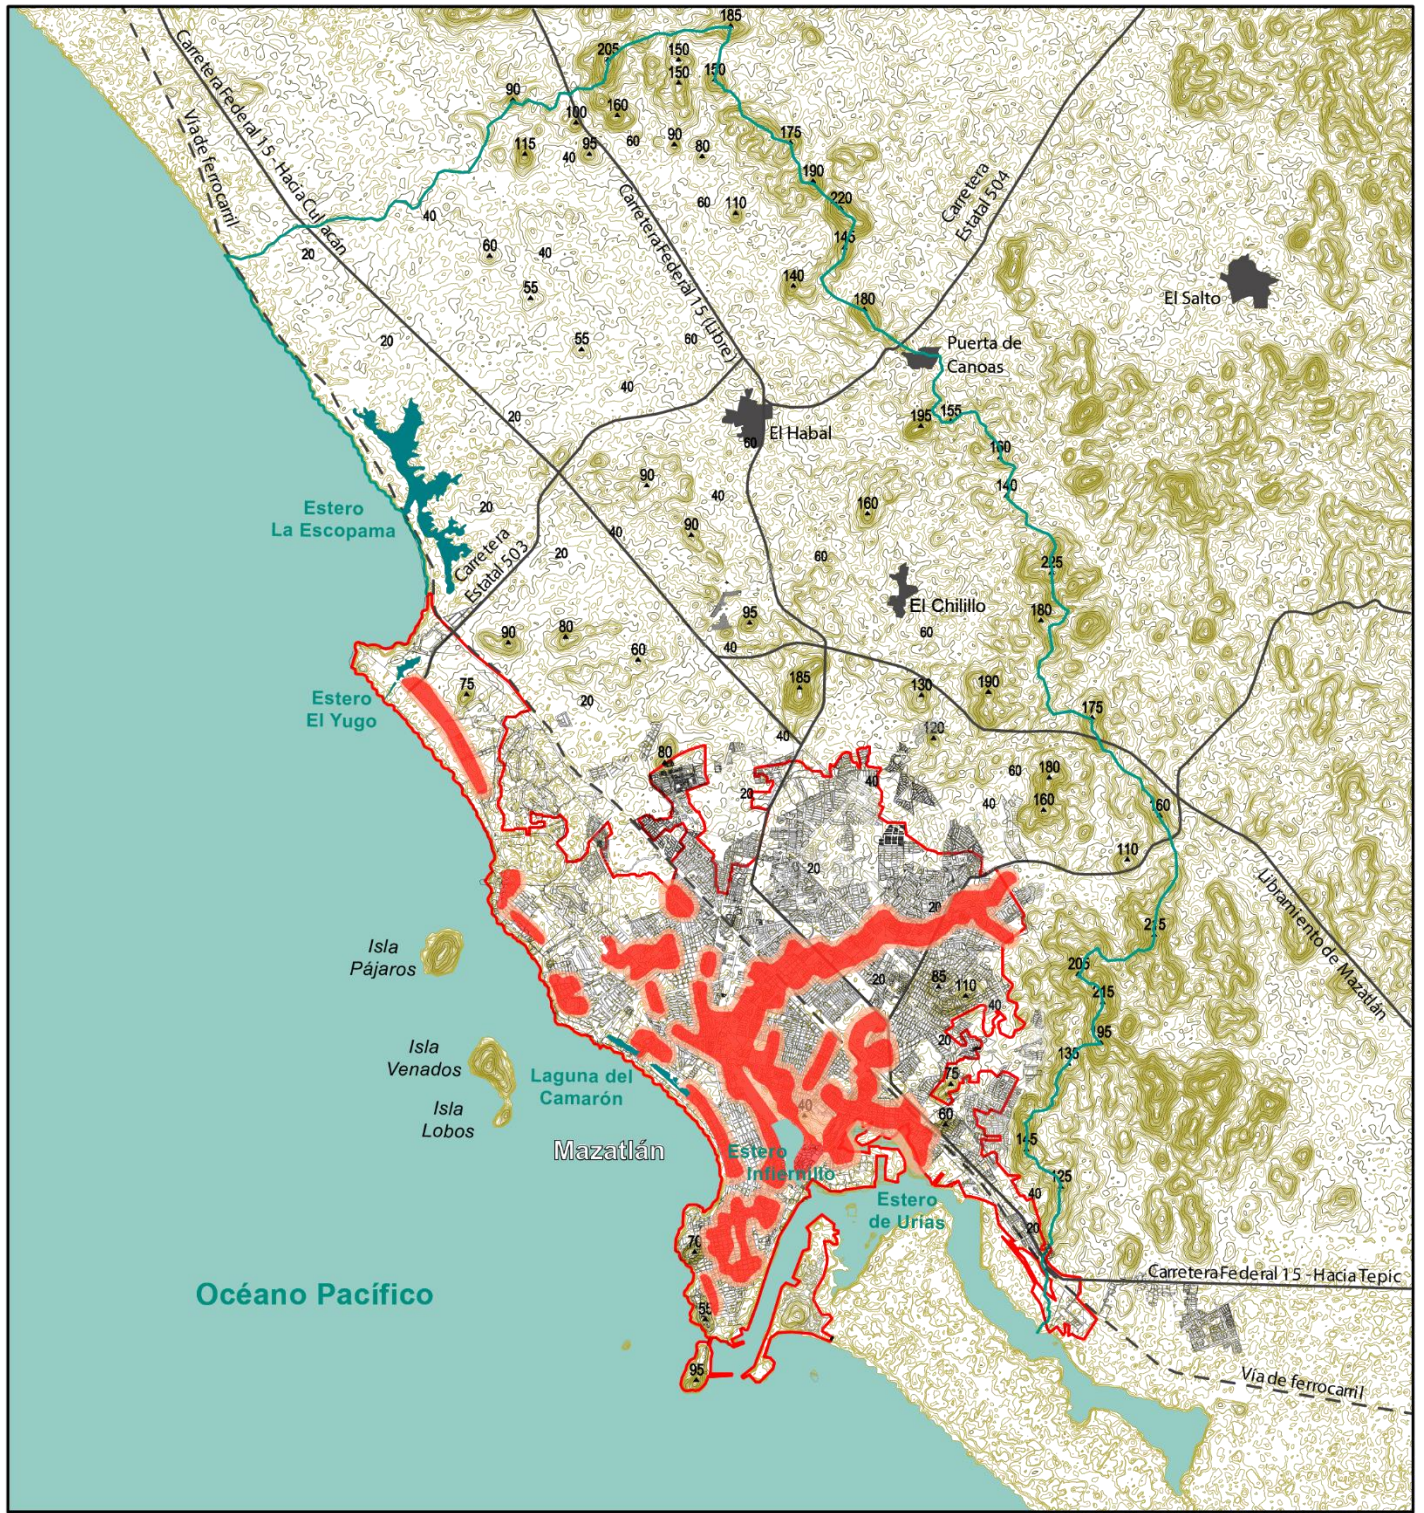 185
205
150
150
150
90
160
100
175
115
95
60
90
80
40
190
Carretera Federal 15 - Hacia Culiacán
Vía de ferrocarril
Carretera Federal 15 (Libre)
Carretera
Estatal 504
220
60
110
40
145
20
60
40
140
El Salto
55
180
20
55
60
Puerta de
Canoas
40
20
195
155
El Habal
60
160
90
140
40
160
20
Estero
La Escopama
90
40
Carretera
Estatal 503
20
60
225
El Chilillo
95
180
60
90
80
60
40
Estero
El Yugo
75
185
130
190
20
175
120
40
80
60
180
40
20
40
160
160
110
20
Libramiento de Mazatlán
20
215
Isla
Pájaros
205
20
85
110
215
40
195
Isla
Venados
20
135
Laguna del
Camarón
75
Isla
Lobos
40
60
Mazatlán
145
Estero
Infiernillo
125
Estero
de Urías
40
20
70
Carretera Federal 15 - Hacia Tepic
Océano Pacífico
55
95
Vía de ferrocarril